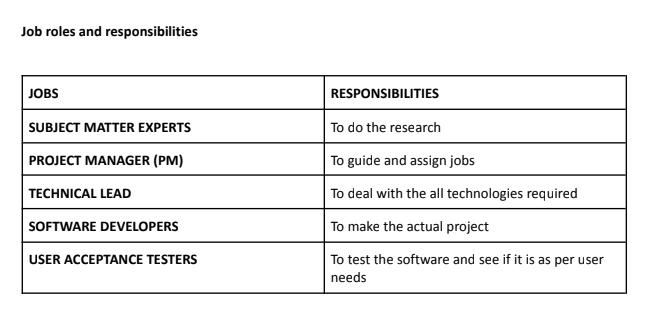 Job roles and responsibilities
JOBS
RESPONSIBILITIES
SUBJECT MATTER EXPERTS
To do the research
PROJECT MANAGER (PM)
To guide and assign jobs
TECHNICAL LEAD
To deal with the all technologies required
SOFTWARE DEVELOPERS
To make the actual project
USER ACCEPTANCE TESTERS
To test the software and see if it is as per user
needs